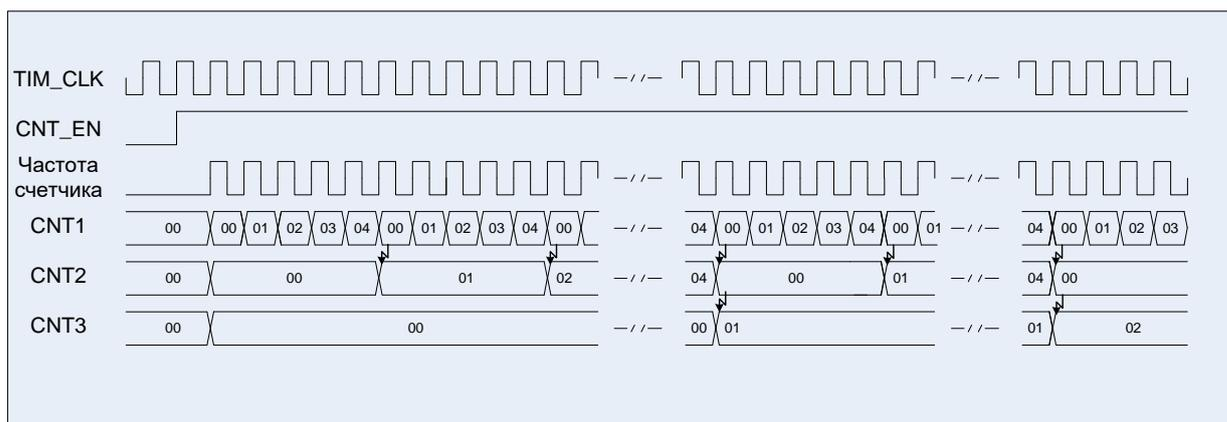 TIM_CLK
CNT_EN
Частота
счетчика
CNT1 00 00 01 02 03 04 00 01 02 03 04 00 04 00 01 02 03 04 00 01 04 00 01 02 03
CNT2 00 00 01 02 04 00 01 04 00
CNT3 00 00 00 01 01 02